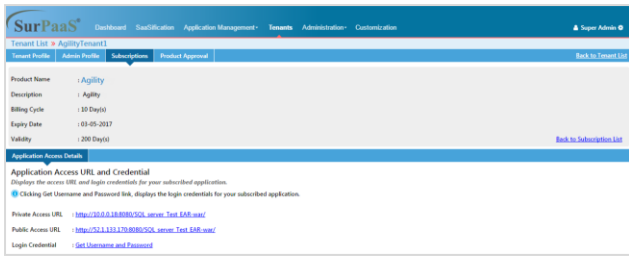 SurPaaS®
Dashboard SaaSification Application Management Tenants Administration Customization
Super Admin
Tenant List » AgilityTenant1
Tenant Profile Admin Profile Subscriptions Product Approval Back to Tenant List
Product Name : Agility
Description : Agility
Billing Cycle : 10 Day(s)
Expiry Date : 03-05-2017
Validity : 200 Day(s)
Back to Subscription List
Application Access Details
Application Access URL and Credential
Displays the access URL and login credentials for your subscribed application.
Clicking Get Username and Password link, displays the login credentials for your subscribed application.
Private Access URL : http://10.0.0.18:8080/SQL_server_Test_EAR-war/
Public Access URL : http://52.1.133.170:8080/SQL_server_Test_EAR-war/
Login Credential : Get Username and Password